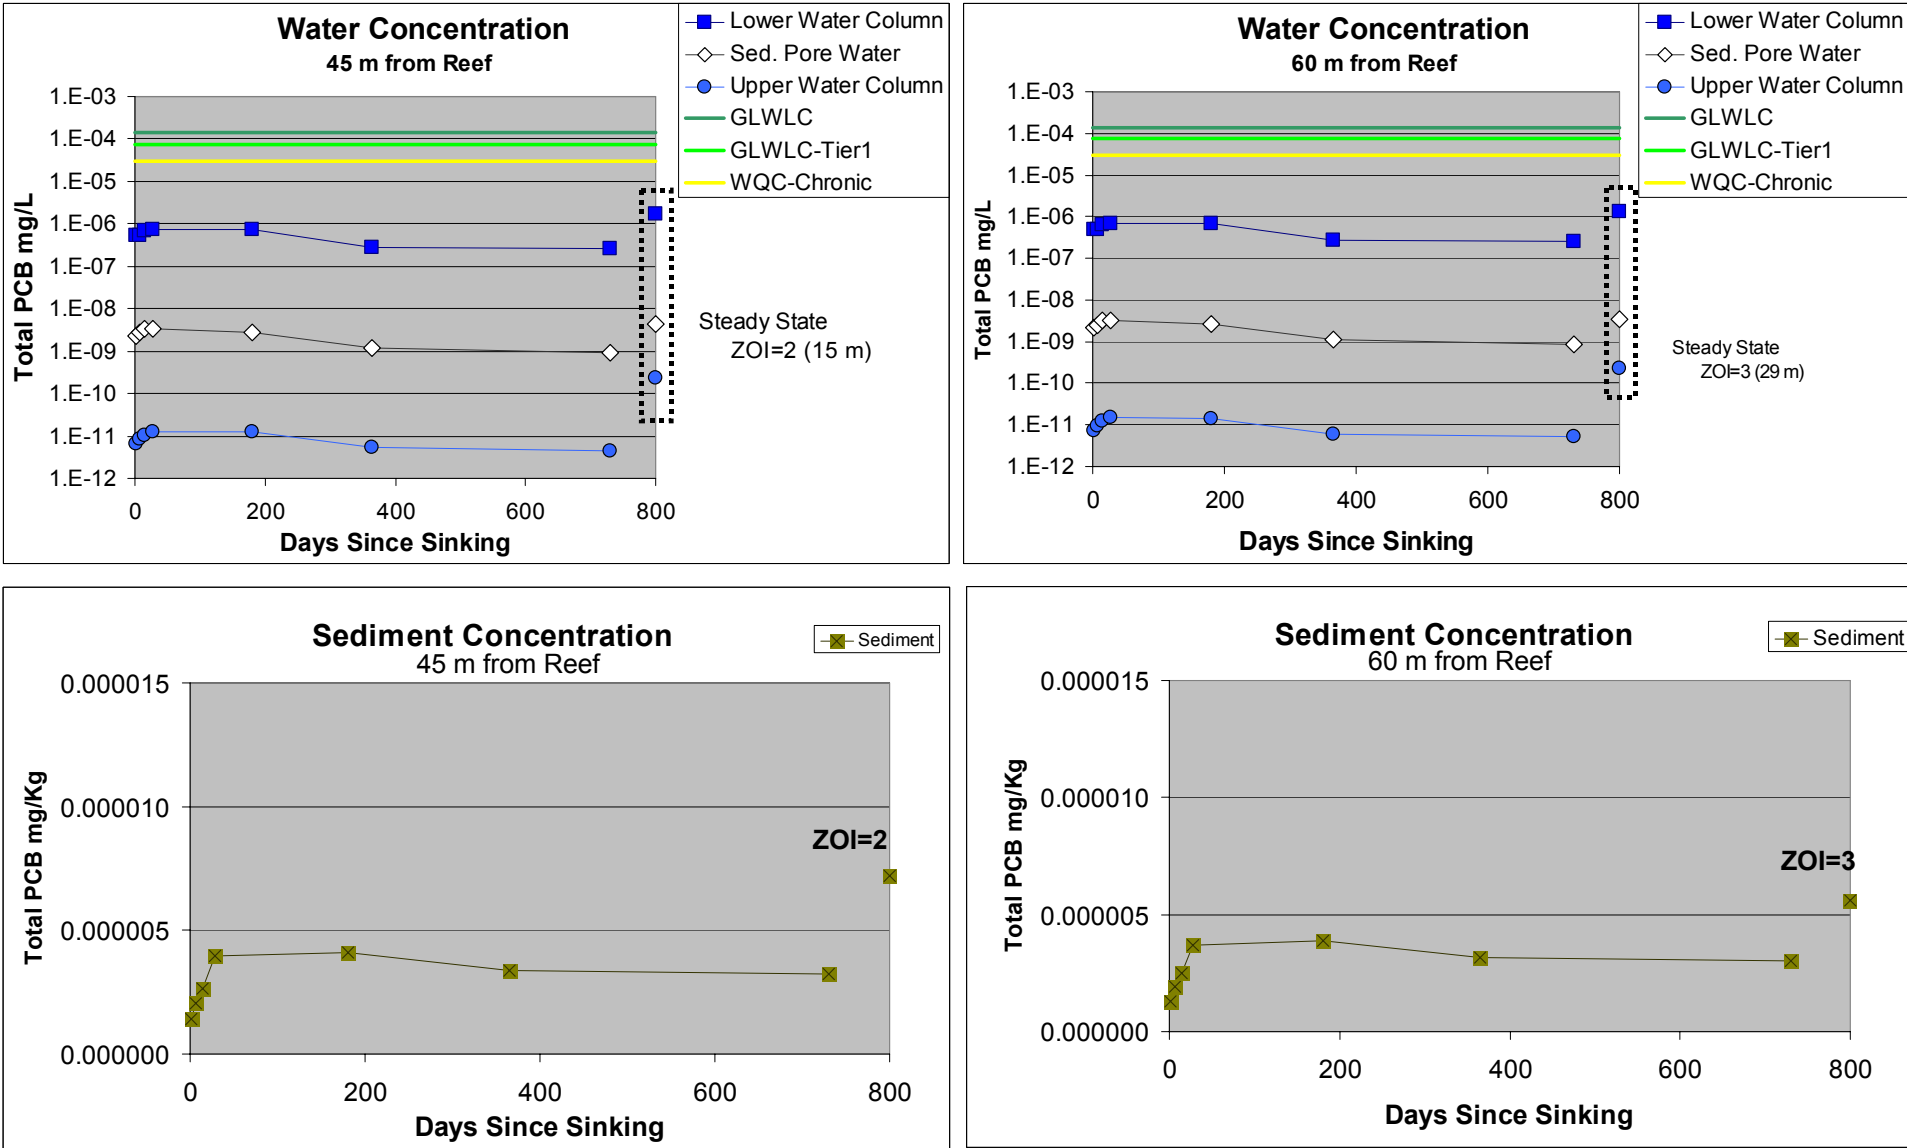 Water Concentration
45 m from Reef
Lower Water Column
Sed. Pore Water
Upper Water Column
GLWLC
GLWLC-Tier1
WQC-Chronic
Total PCB mg/L
1.E-03
1.E-04
1.E-05
1.E-06
1.E-07
1.E-08
1.E-09
1.E-10
1.E-11
1.E-12
0 200 400 600 800
Days Since Sinking
Steady State
ZOI=2 (15 m)
Water Concentration
60 m from Reef
Lower Water Column
Sed. Pore Water
Upper Water Column
GLWLC
GLWLC-Tier1
WQC-Chronic
Total PCB mg/L
1.E-03
1.E-04
1.E-05
1.E-06
1.E-07
1.E-08
1.E-09
1.E-10
1.E-11
1.E-12
0 200 400 600 800
Days Since Sinking
Steady State
ZOI=3 (29 m)
Sediment Concentration
45 m from Reef
Sediment
Total PCB mg/Kg
0.000015
0.000010
0.000005
0.000000
ZOI=2
0 200 400 600 800
Days Since Sinking
Sediment Concentration
60 m from Reef
Sediment
Total PCB mg/Kg
0.000015
0.000010
0.000005
0.000000
ZOI=3
0 200 400 600 800
Days Since Sinking